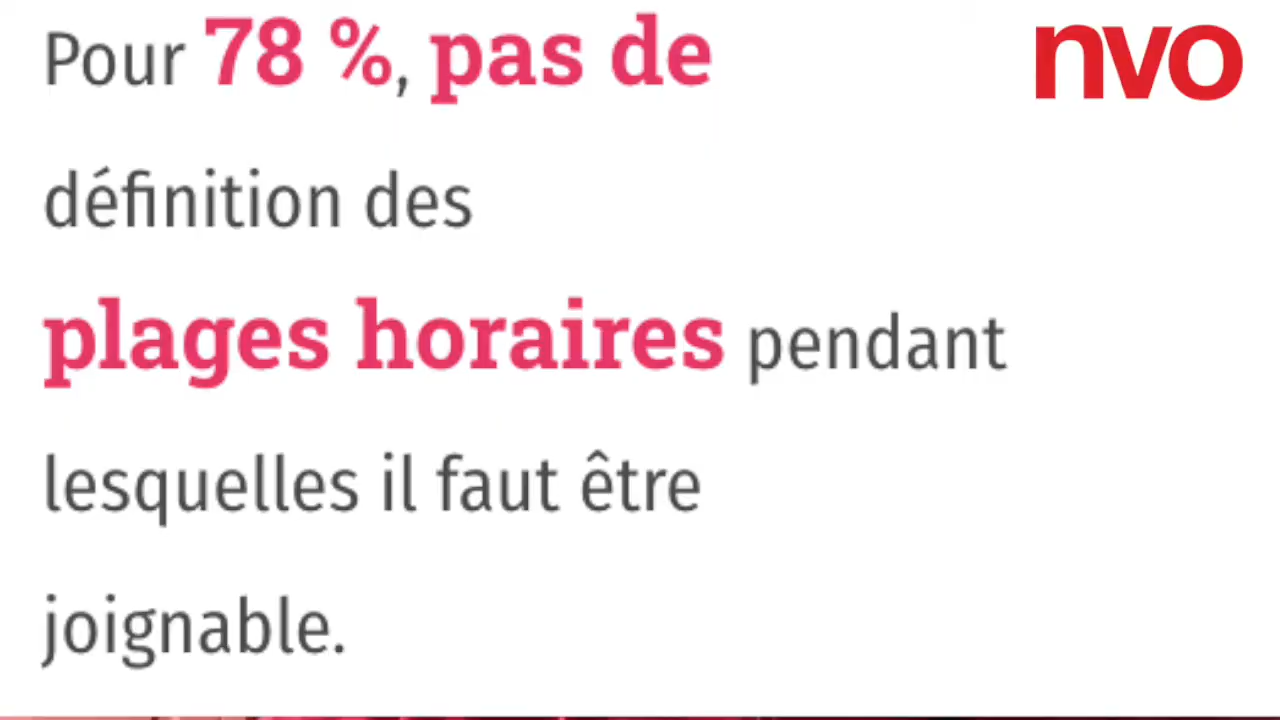 Pour 78 %, pas de
nvo
définition des
plages horaires pendant
lesquelles il faut être
joignable.